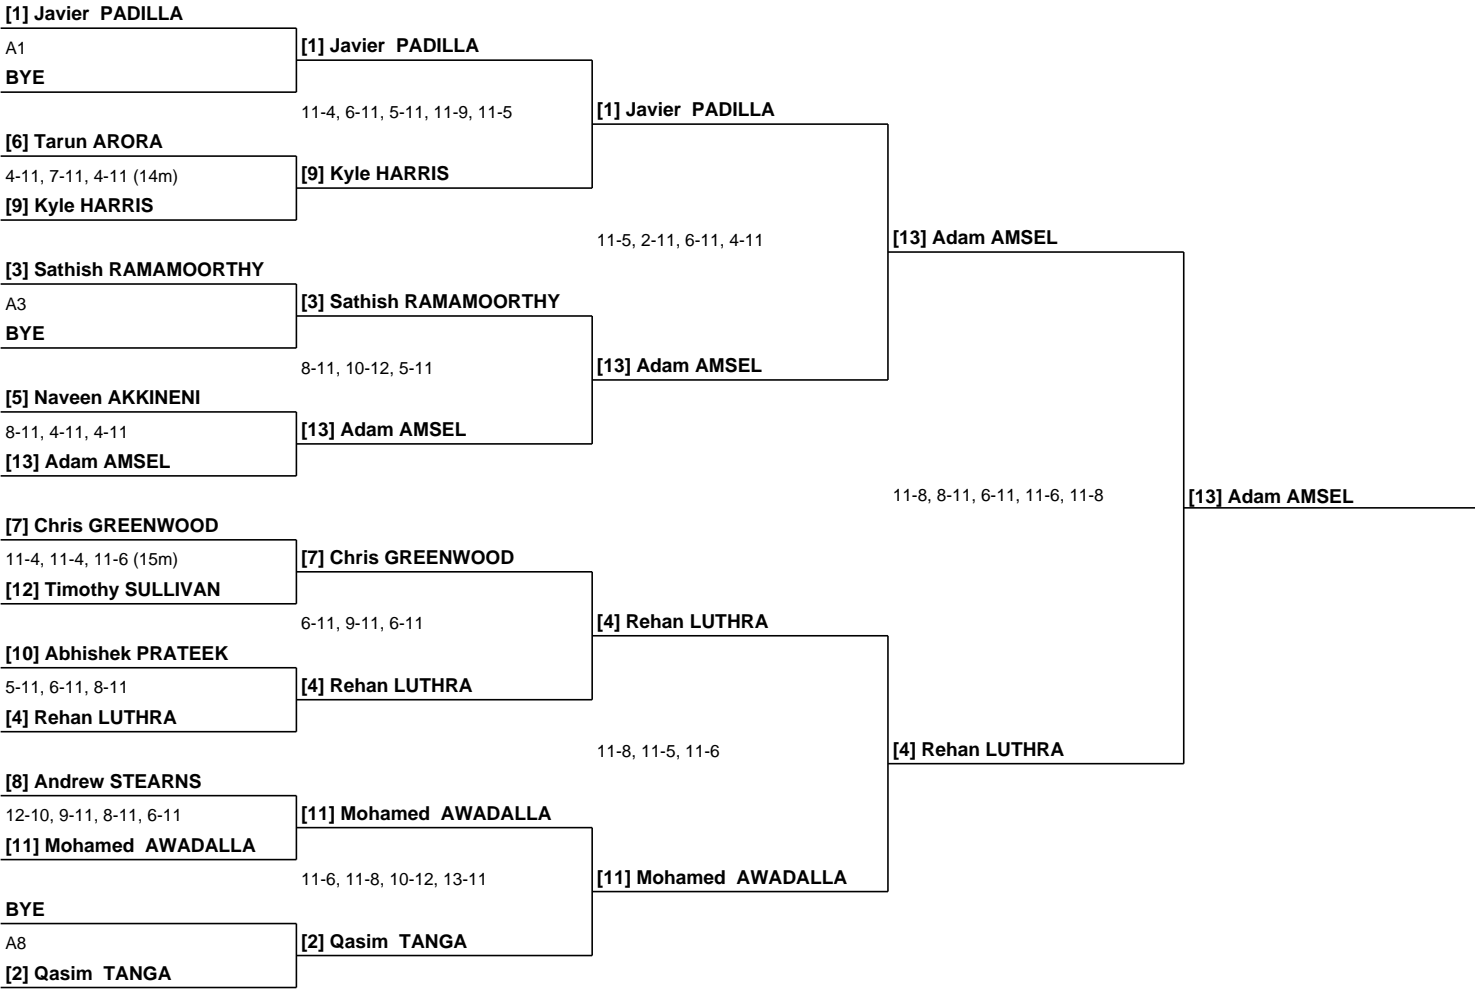 [1] Javier  PADILLA
A1
BYE
[6] Tarun ARORA
4-11, 7-11, 4-11 (14m)
[9] Kyle HARRIS
[3] Sathish RAMAMOORTHY
A3
BYE
[5] Naveen AKKINENI
8-11, 4-11, 4-11
[13] Adam AMSEL
[7] Chris GREENWOOD
11-4, 11-4, 11-6 (15m)
[12] Timothy SULLIVAN
[10] Abhishek PRATEEK
5-11, 6-11, 8-11
[4] Rehan LUTHRA
[8] Andrew STEARNS
12-10, 9-11, 8-11, 6-11
[11] Mohamed  AWADALLA
BYE
A8
[2] Qasim  TANGA
[1] Javier  PADILLA
11-4, 6-11, 5-11, 11-9, 11-5
[9] Kyle HARRIS
[3] Sathish RAMAMOORTHY
8-11, 10-12, 5-11
[13] Adam AMSEL
[7] Chris GREENWOOD
6-11, 9-11, 6-11
[4] Rehan LUTHRA
[11] Mohamed  AWADALLA
11-6, 11-8, 10-12, 13-11
[2] Qasim  TANGA
[1] Javier  PADILLA
11-5, 2-11, 6-11, 4-11
[13] Adam AMSEL
[4] Rehan LUTHRA
11-8, 11-5, 11-6
[11] Mohamed  AWADALLA
[13] Adam AMSEL
11-8, 8-11, 6-11, 11-6, 11-8
[4] Rehan LUTHRA
[13] Adam AMSEL